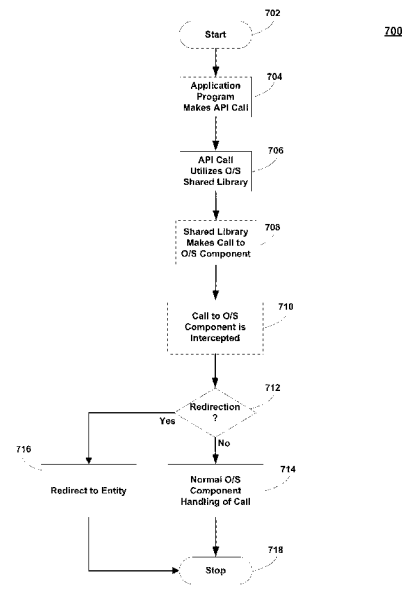 702
700
Start
704
Application
Program
Makes API Call
706
API Call
Utilizes O/S
Shared Library
708
Shared Library
Makes Call to
O/S Component
710
Call to O/S
Component is
Intercepted
712
Redirection
?
Yes
No
716
714
Redirect to Entity
Normal O/S
Component
Handling of Call
718
Stop